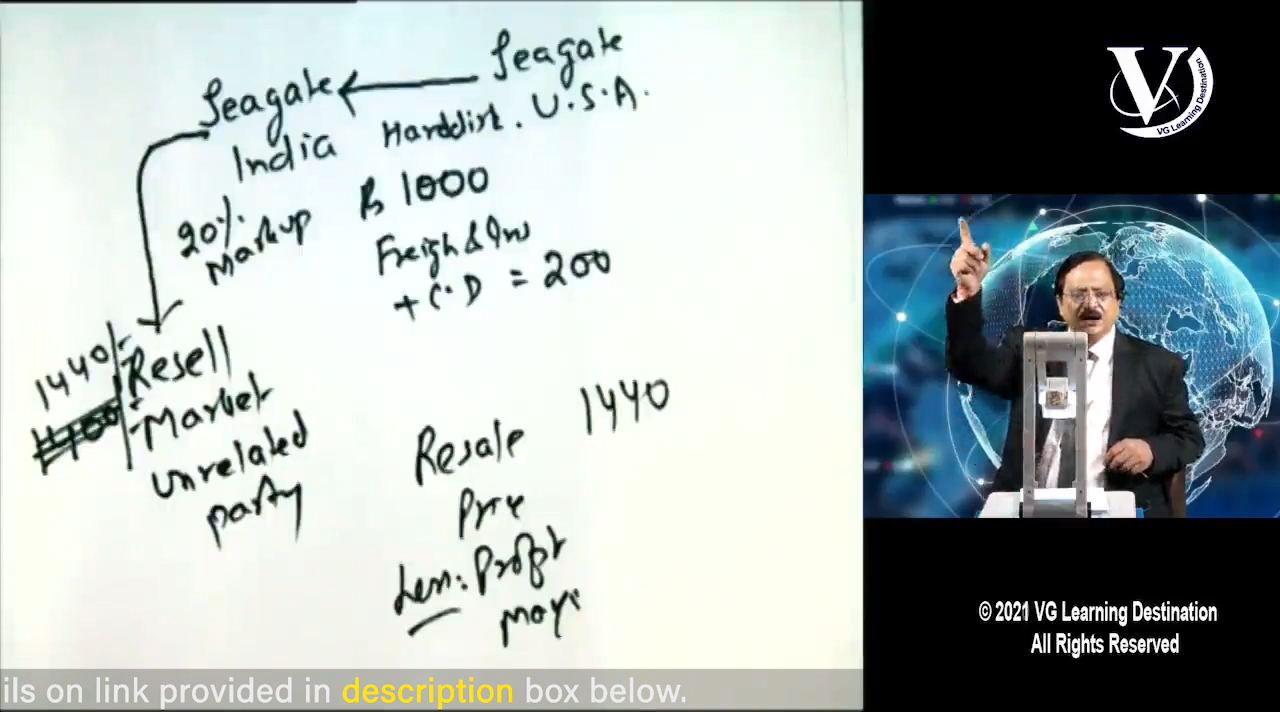 Seagate
Seagate
India
Harddisk. U.S.A.
20%
Markup
Rs 1000
Freigh & Ins
+ C.D = 200
1440/-
Resell
Market
unrelated
party
Resale 1440
Price
Less: Profit
V
VG Learning Destination
© 2021 VG Learning Destination
All Rights Reserved
ils on link provided in description box below.